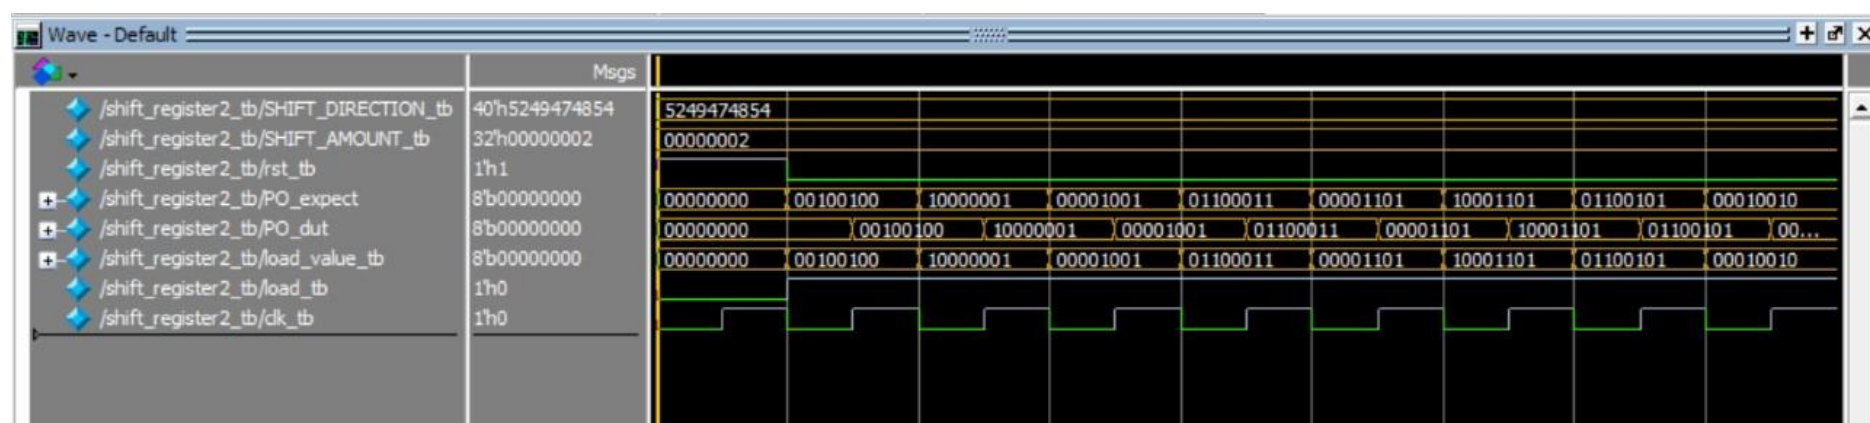 Wave - Default
Msgs
/shift_register2_tb/SHIFT_DIRECTION_tb 40'h5249474854 5249474854
/shift_register2_tb/SHIFT_AMOUNT_tb 32'h00000002 00000002
/shift_register2_tb/rst_tb 1'h1
/shift_register2_tb/PO_expect 8'b00000000 00000000 00100100 10000001 00001001 01100011 00001101 10001101 01100101 00010010
/shift_register2_tb/PO_dut 8'b00000000 00000000 00100100 10000001 00001001 01100011 00001101 10001101 01100101 00...
/shift_register2_tb/load_value_tb 8'b00000000 00000000 00100100 10000001 00001001 01100011 00001101 10001101 01100101 00010010
/shift_register2_tb/load_tb 1'h0
/shift_register2_tb/clk_tb 1'h0